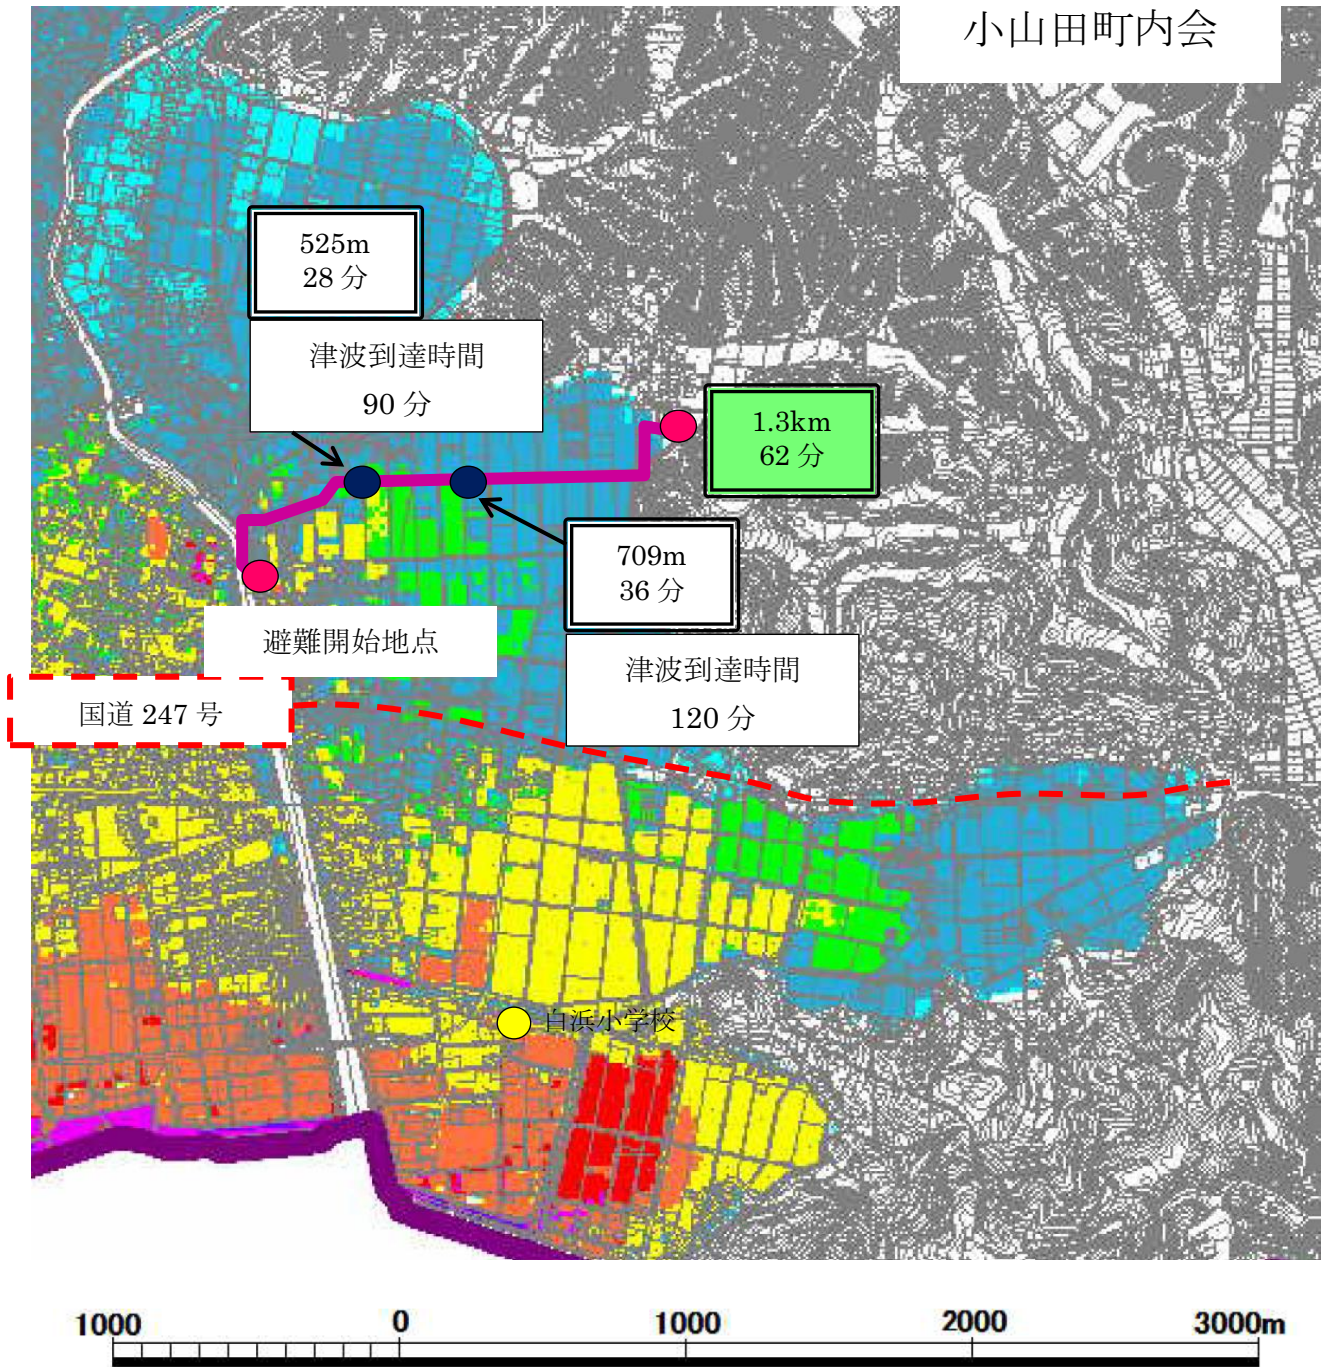 小山田町内会
525m
28 分
津波到達時間
90 分
1.3km
62 分
709m
36 分
避難開始地点
津波到達時間
120 分
国道 247 号
白浜小学校
1000 0 1000 2000 3000m